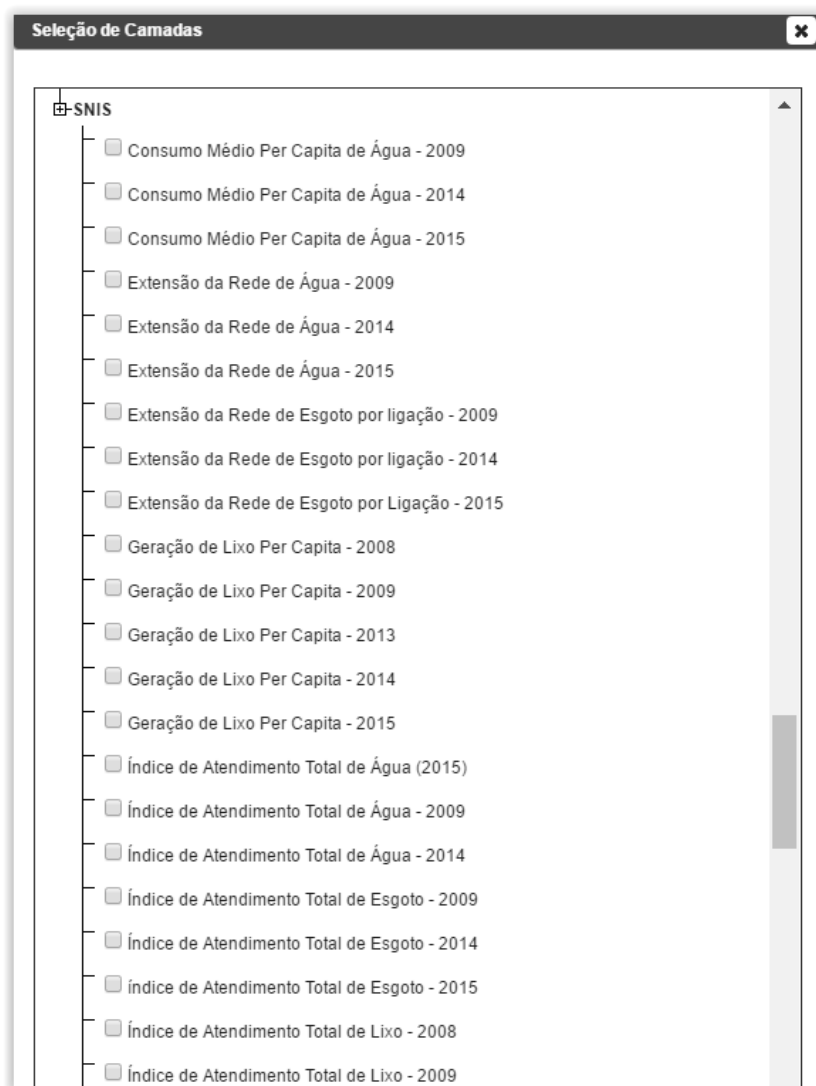 Seleção de Camadas
SNIS
Consumo Médio Per Capita de Água - 2009
Consumo Médio Per Capita de Água - 2014
Consumo Médio Per Capita de Água - 2015
Extensão da Rede de Água - 2009
Extensão da Rede de Água - 2014
Extensão da Rede de Água - 2015
Extensão da Rede de Esgoto por ligação - 2009
Extensão da Rede de Esgoto por ligação - 2014
Extensão da Rede de Esgoto por Ligação - 2015
Geração de Lixo Per Capita - 2008
Geração de Lixo Per Capita - 2009
Geração de Lixo Per Capita - 2013
Geração de Lixo Per Capita - 2014
Geração de Lixo Per Capita - 2015
Índice de Atendimento Total de Água (2015)
Índice de Atendimento Total de Água - 2009
Índice de Atendimento Total de Água - 2014
Índice de Atendimento Total de Esgoto - 2009
Índice de Atendimento Total de Esgoto - 2014
índice de Atendimento Total de Esgoto - 2015
Índice de Atendimento Total de Lixo - 2008
Índice de Atendimento Total de Lixo - 2009